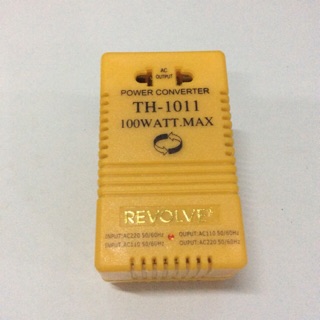 AC
OUTPUT
POWER CONVERTER
TH-1011
100WATT.MAX
REVOLVE
INPUT:AC220 50/60Hz OUPUT:AC110 50/60Hz
INPUT:AC110 50/60Hz OUPUT:AC220 50/60Hz